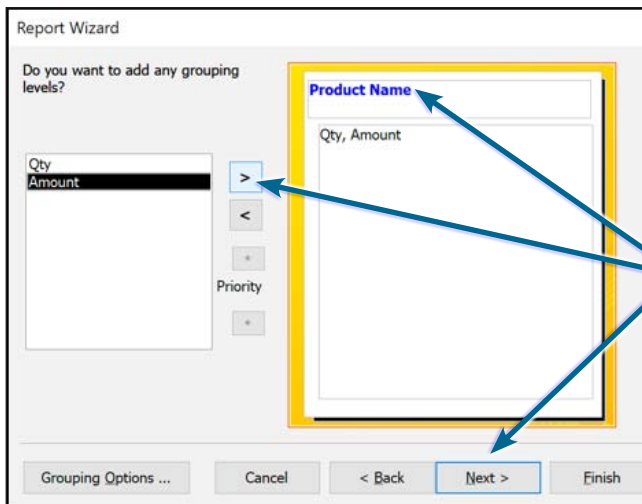 Report Wizard
Do you want to add any grouping
levels?
Product Name
Qty, Amount
Qty
Amount
>
<
Priority
Grouping Options ...
Cancel
< Back
Next >
Finish